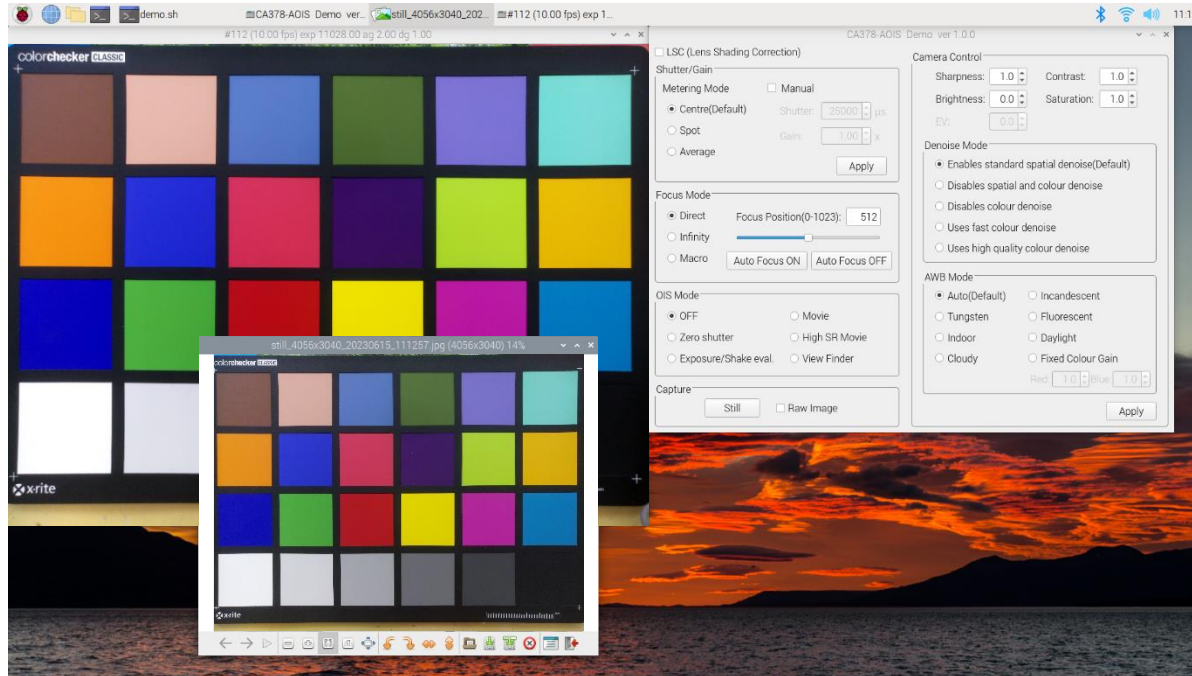 demo.sh
CA378-AOIS Demo ver...
still_4056x3040_202...
#112 (10.00 fps) exp 1...
11:1
#112 (10.00 fps) exp 11028.00 ag 2.00 dg 1.00
colorchecker CLASSIC
x-rite
still_4056x3040_20230615_111257.jpg (4056x3040) 14%
colorchecker CLASSIC
x-rite
CA378-AOIS Demo ver 1.0.0
LSC (Lens Shading Correction)
Shutter/Gain
Metering Mode
Manual
Centre(Default)
Shutter: 25000 µs
Spot
Gain: 1.00 x
Average
Apply
Focus Mode
Direct
Focus Position(0-1023): 512
Infinity
Macro
Auto Focus ON
Auto Focus OFF
OIS Mode
OFF
Movie
Zero shutter
High SR Movie
Exposure/Shake eval.
View Finder
Capture
Still
Raw Image
Camera Control
Sharpness: 1.0
Contrast: 1.0
Brightness: 0.0
Saturation: 1.0
EV: 0.0
Denoise Mode
Enables standard spatial denoise(Default)
Disables spatial and colour denoise
Disables colour denoise
Uses fast colour denoise
Uses high quality colour denoise
AWB Mode
Auto(Default)
Incandescent
Tungsten
Fluorescent
Indoor
Daylight
Cloudy
Fixed Colour Gain
Red: 1.0 Blue: 1.0
Apply